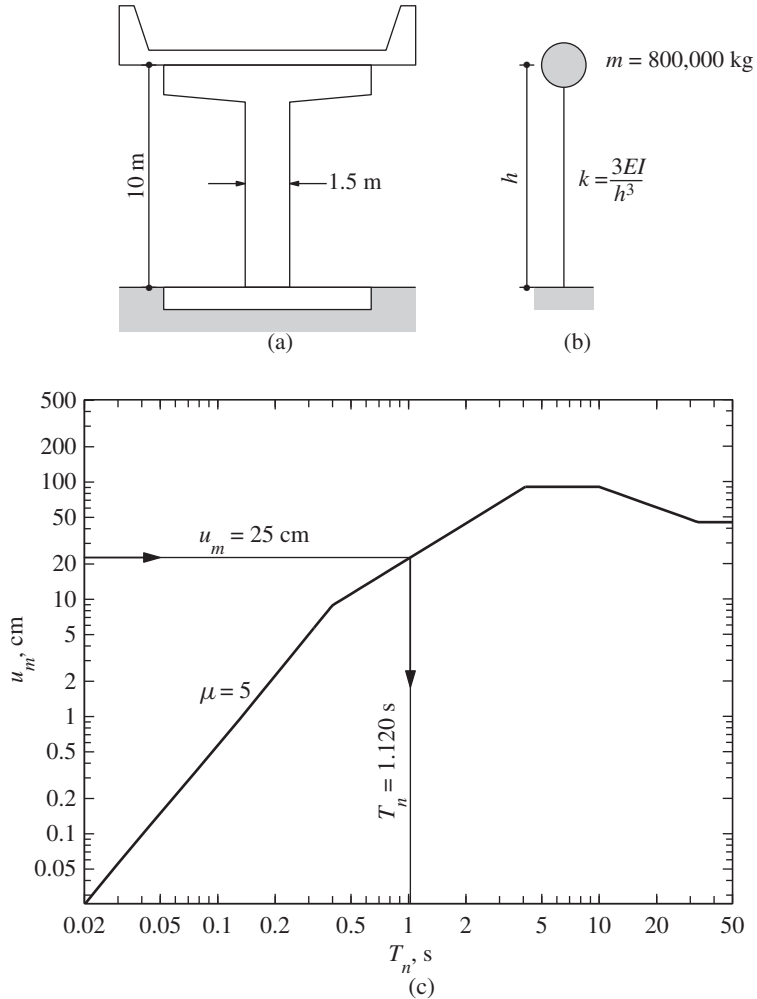 10 m
1.5 m
(a)
m = 800,000 kg
h
k = 3EI / h³
(b)
500
200
100
50
20
10
5
2
1
0.5
0.2
0.1
0.05
u_m, cm
u_m = 25 cm
μ = 5
T_n = 1.120 s
0.02 0.05 0.1 0.2 0.5 1 2 5 10 20 50
T_n, s
(c)